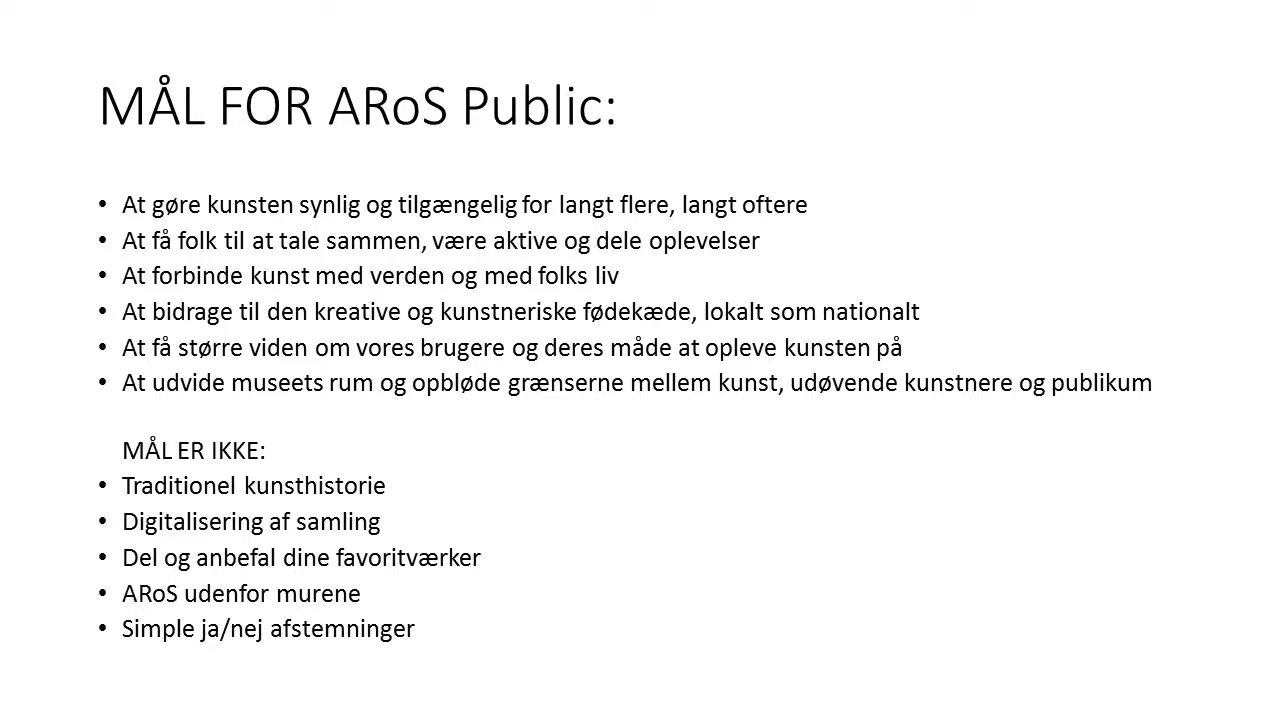 MÅL FOR ARoS Public:
• At gøre kunsten synlig og tilgængelig for langt flere, langt oftere
• At få folk til at tale sammen, være aktive og dele oplevelser
• At forbinde kunst med verden og med folks liv
• At bidrage til den kreative og kunstneriske fødekæde, lokalt som nationalt
• At få større viden om vores brugere og deres måde at opleve kunsten på
• At udvide museets rum og opbløde grænserne mellem kunst, udøvende kunstnere og publikum
MÅL ER IKKE:
• Traditionel kunsthistorie
• Digitalisering af samling
• Del og anbefal dine favoritværker
• ARoS udenfor murene
• Simple ja/nej afstemninger